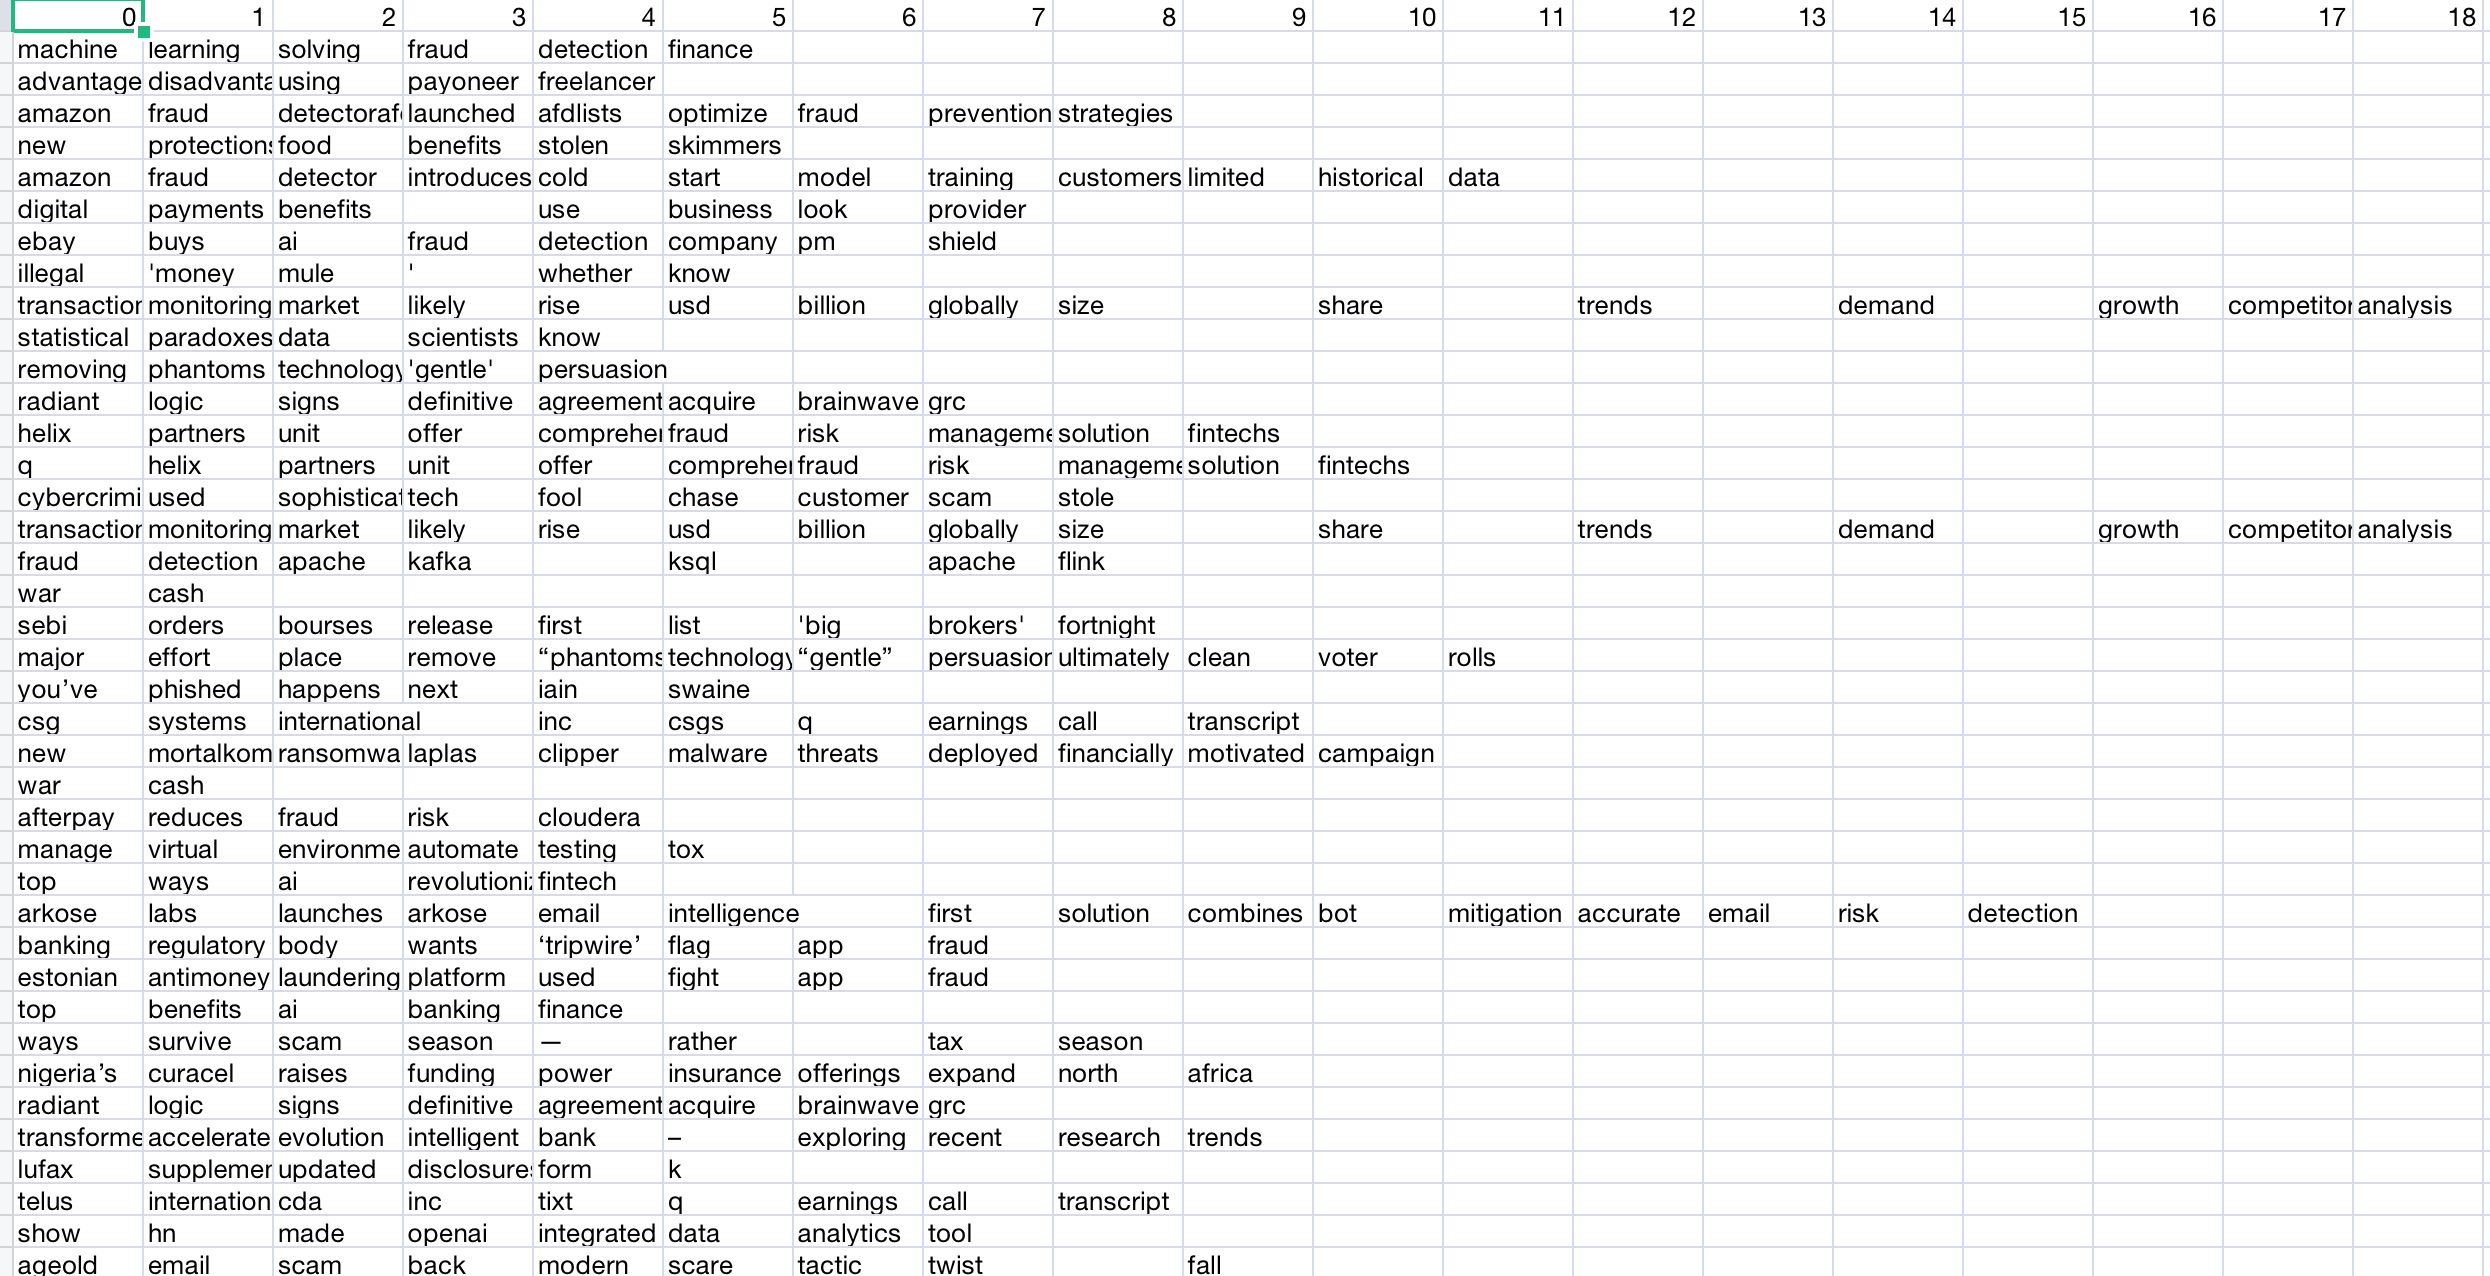 0 1 2 3 4 5 6 7 8 9 10 11 12 13 14 15 16 17 18
machine learning solving fraud detection finance
advantage disadvanta using payoneer freelancer
amazon fraud detectoraf launched afdlists optimize fraud prevention strategies
new protections food benefits stolen skimmers
amazon fraud detector introduces cold start model training customers limited historical data
digital payments benefits use business look provider
ebay buys ai fraud detection company pm shield
illegal 'money mule ' whether know
transaction monitoring market likely rise usd billion globally size share trends demand growth competitor analysis
statistical paradoxes data scientists know
removing phantoms technology 'gentle' persuasion
radiant logic signs definitive agreement acquire brainwave grc
helix partners unit offer comprehen fraud risk manageme solution fintechs
q helix partners unit offer comprehen fraud risk manageme solution fintechs
cybercrimi used sophisticat tech fool chase customer scam stole
transaction monitoring market likely rise usd billion globally size share trends demand growth competitor analysis
fraud detection apache kafka ksql apache flink
war cash
sebi orders bourses release first list 'big brokers' fortnight
major effort place remove “phantoms technology “gentle” persuasion ultimately clean voter rolls
you’ve phished happens next iain swaine
csg systems international inc csgs q earnings call transcript
new mortalkom ransomwa laplas clipper malware threats deployed financially motivated campaign
war cash
afterpay reduces fraud risk cloudera
manage virtual environme automate testing tox
top ways ai revolutioniz fintech
arkose labs launches arkose email intelligence first solution combines bot mitigation accurate email risk detection
banking regulatory body wants ‘tripwire’ flag app fraud
estonian antimoney laundering platform used fight app fraud
top benefits ai banking finance
ways survive scam season — rather tax season
nigeria’s curacel raises funding power insurance offerings expand north africa
radiant logic signs definitive agreement acquire brainwave grc
transforme accelerate evolution intelligent bank – exploring recent research trends
lufax supplemen updated disclosures form k
telus internation cda inc tixt q earnings call transcript
show hn made openai integrated data analytics tool
ageold email scam back modern scare tactic twist fall